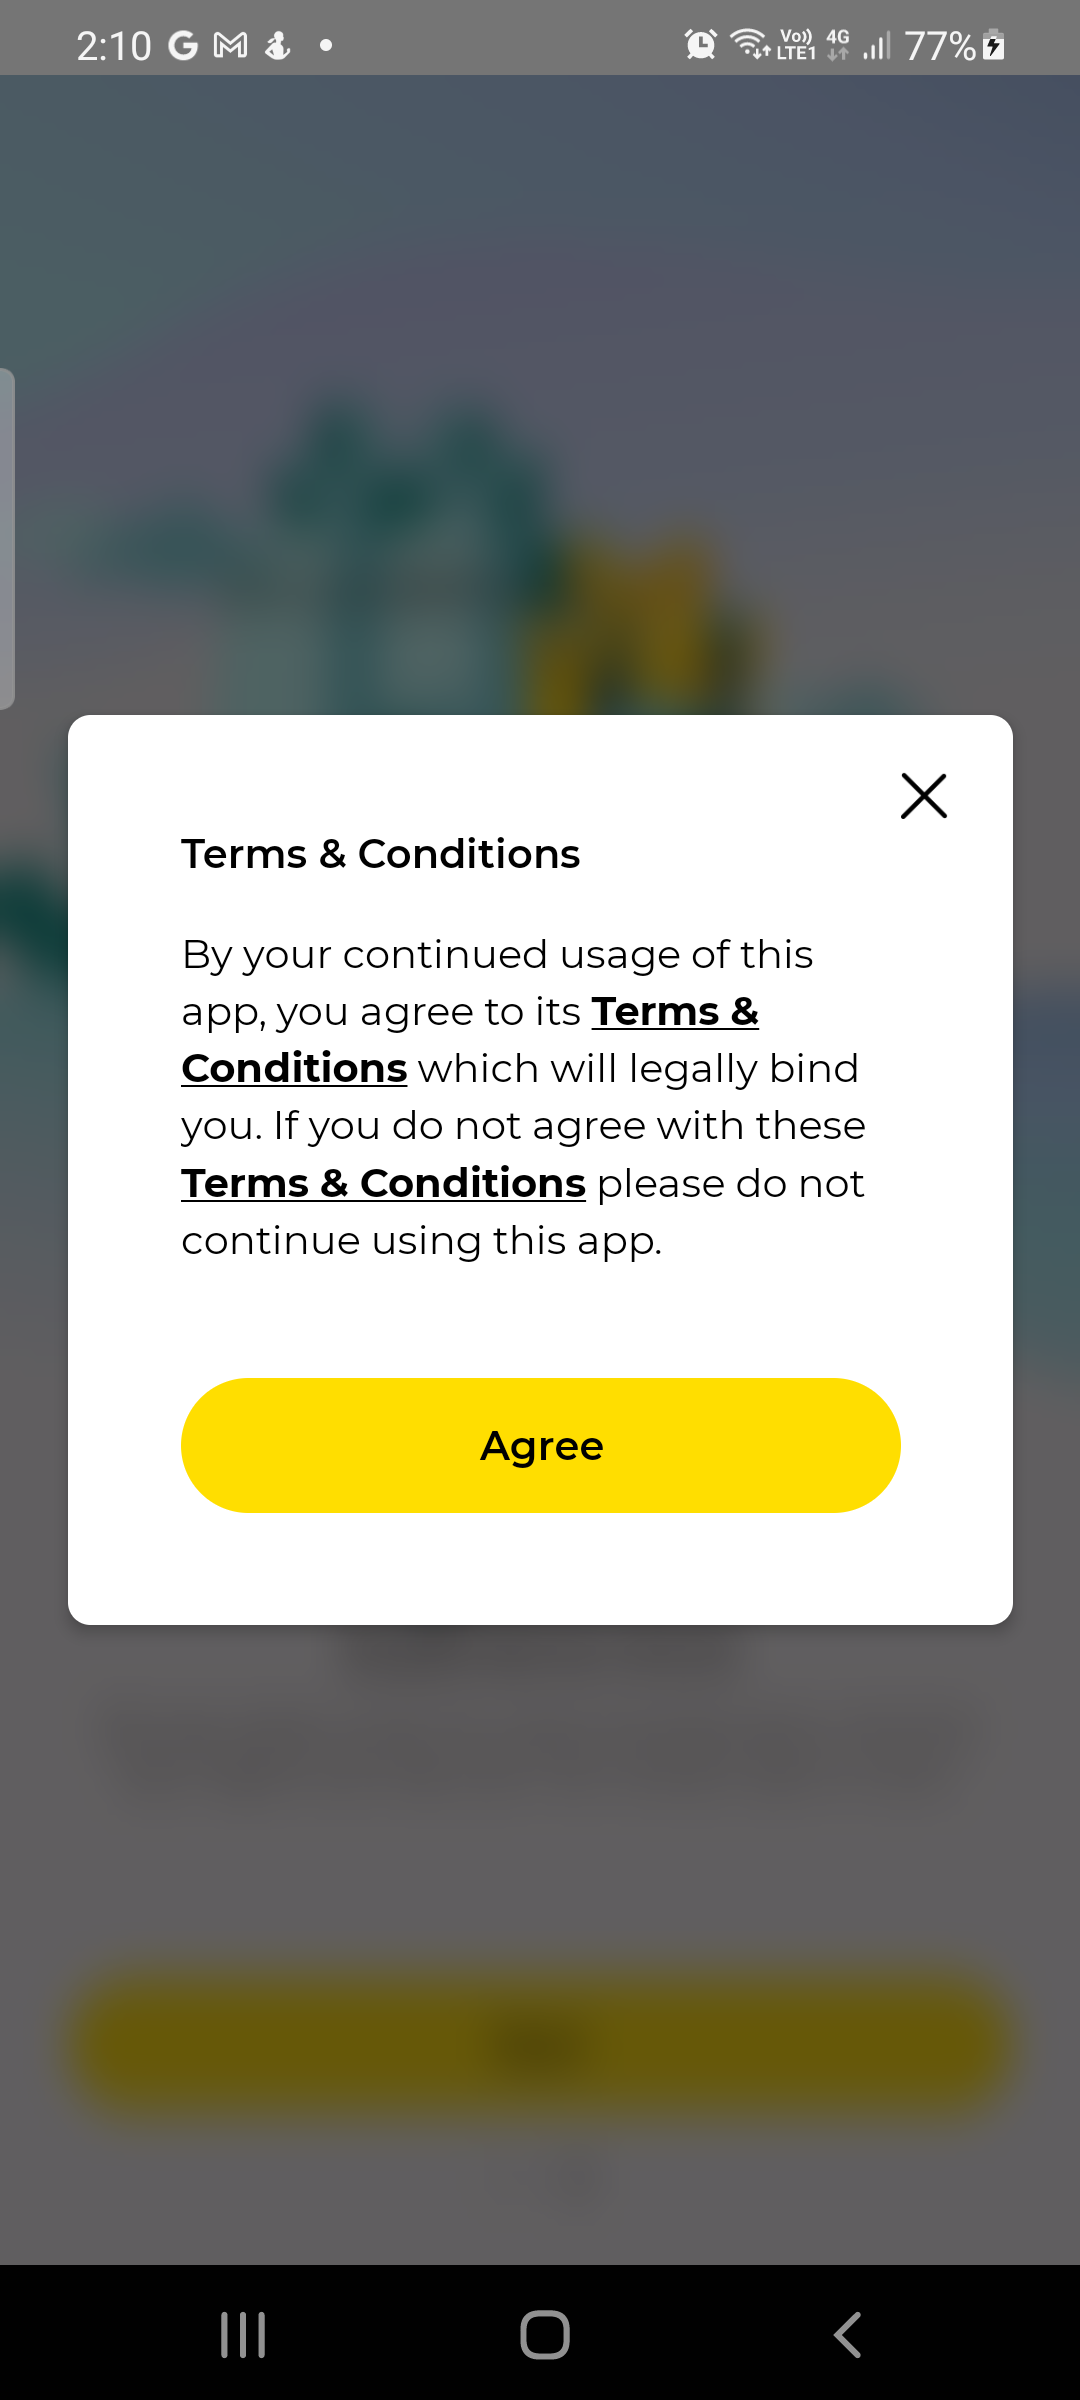 2:10
Vo)) 4G
LTE1
77%
Terms & Conditions
By your continued usage of this
app, you agree to its Terms &
Conditions which will legally bind
you. If you do not agree with these
Terms & Conditions please do not
continue using this app.
Agree